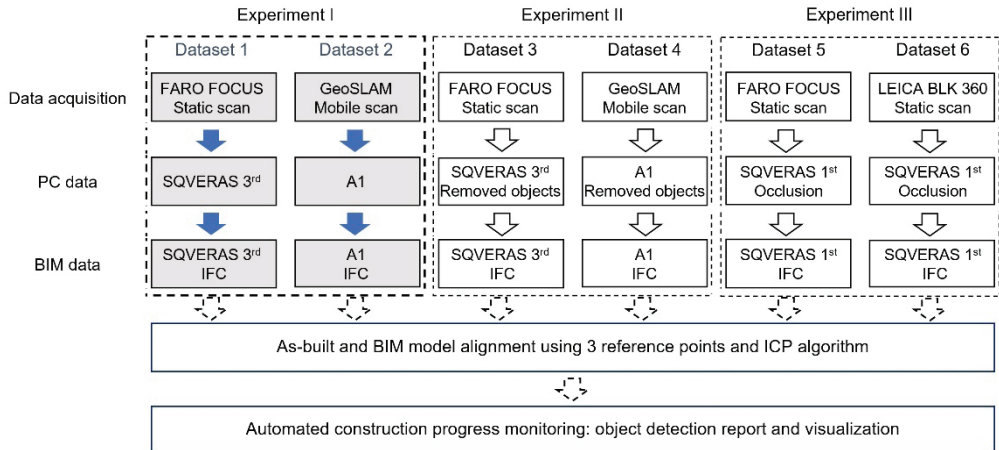 Experiment I
Experiment II
Experiment III
Dataset 1
Dataset 2
Dataset 3
Dataset 4
Dataset 5
Dataset 6
Data acquisition
FARO FOCUS
Static scan
GeoSLAM
Mobile scan
FARO FOCUS
Static scan
GeoSLAM
Mobile scan
FARO FOCUS
Static scan
LEICA BLK 360
Static scan
PC data
SQVERAS 3rd
A1
SQVERAS 3rd
Removed objects
A1
Removed objects
SQVERAS 1st
Occlusion
SQVERAS 1st
Occlusion
BIM data
SQVERAS 3rd
IFC
A1
IFC
SQVERAS 3rd
IFC
A1
IFC
SQVERAS 1st
IFC
SQVERAS 1st
IFC
As-built and BIM model alignment using 3 reference points and ICP algorithm
Automated construction progress monitoring: object detection report and visualization